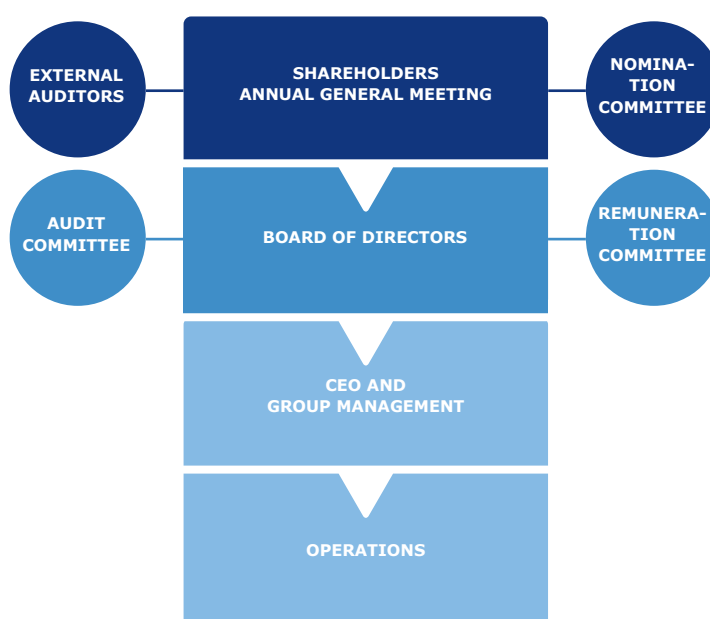 EXTERNAL
AUDITORS
SHAREHOLDERS
ANNUAL GENERAL MEETING
NOMINA-
TION
COMMITTEE
AUDIT
COMMITTEE
BOARD OF DIRECTORS
REMUNERA-
TION
COMMITTEE
CEO AND
GROUP MANAGEMENT
OPERATIONS